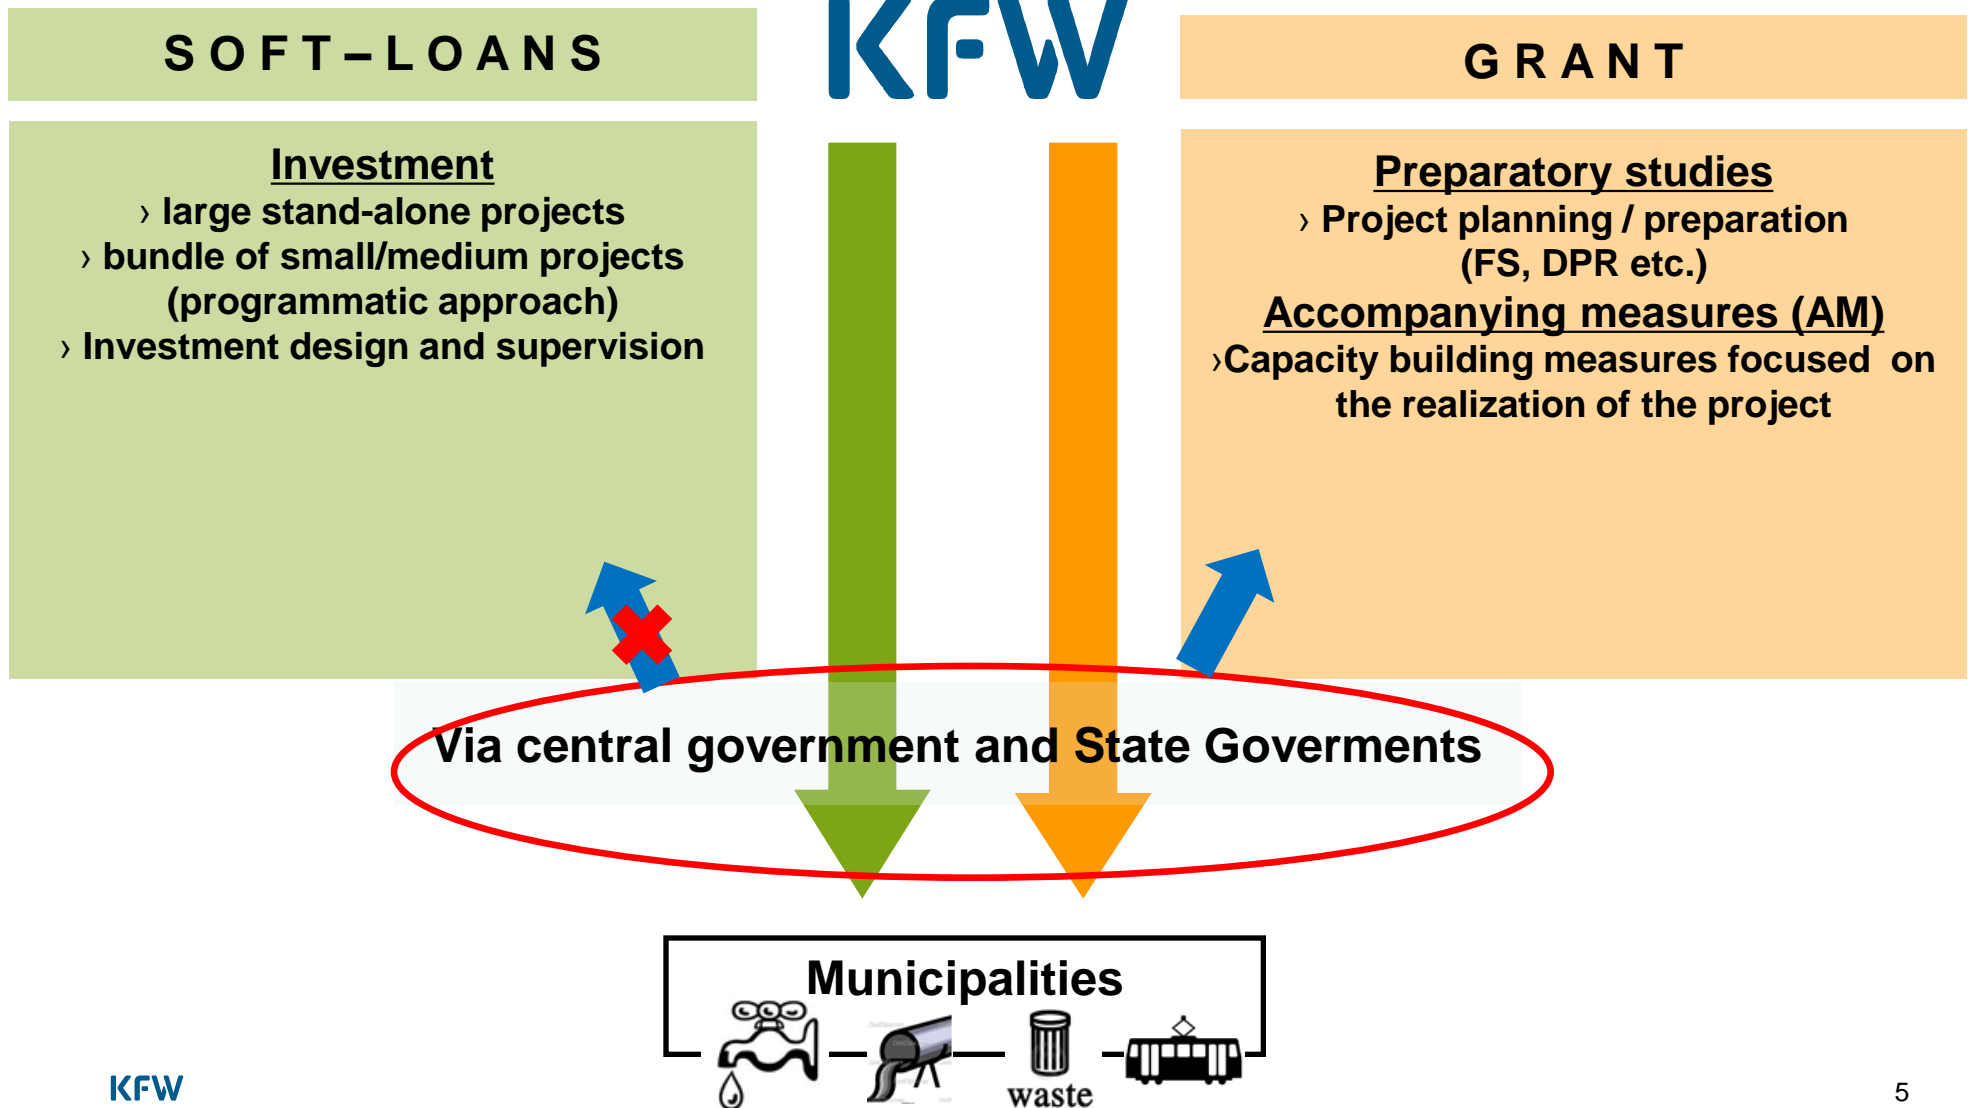 SOFT–LOANS
KFW
GRANT
Investment
› large stand-alone projects
› bundle of small/medium projects
(programmatic approach)
› Investment design and supervision
Preparatory studies
› Project planning / preparation
(FS, DPR etc.)
Accompanying measures (AM)
›Capacity building measures focused on
the realization of the project
Via central government and State Goverments
Municipalities
waste
KFW
5